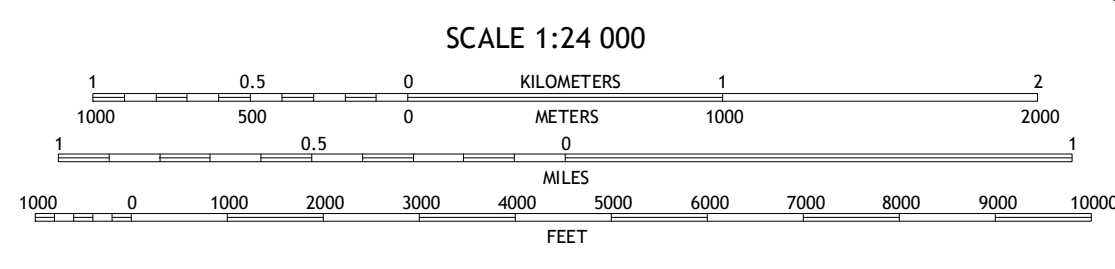 SCALE 1:24 000
1 0.5 0 KILOMETERS 1 2
1000 500 0 METERS 1000 2000
1 0.5 0 1
MILES
1000 0 1000 2000 3000 4000 5000 6000 7000 8000 9000 10000
FEET